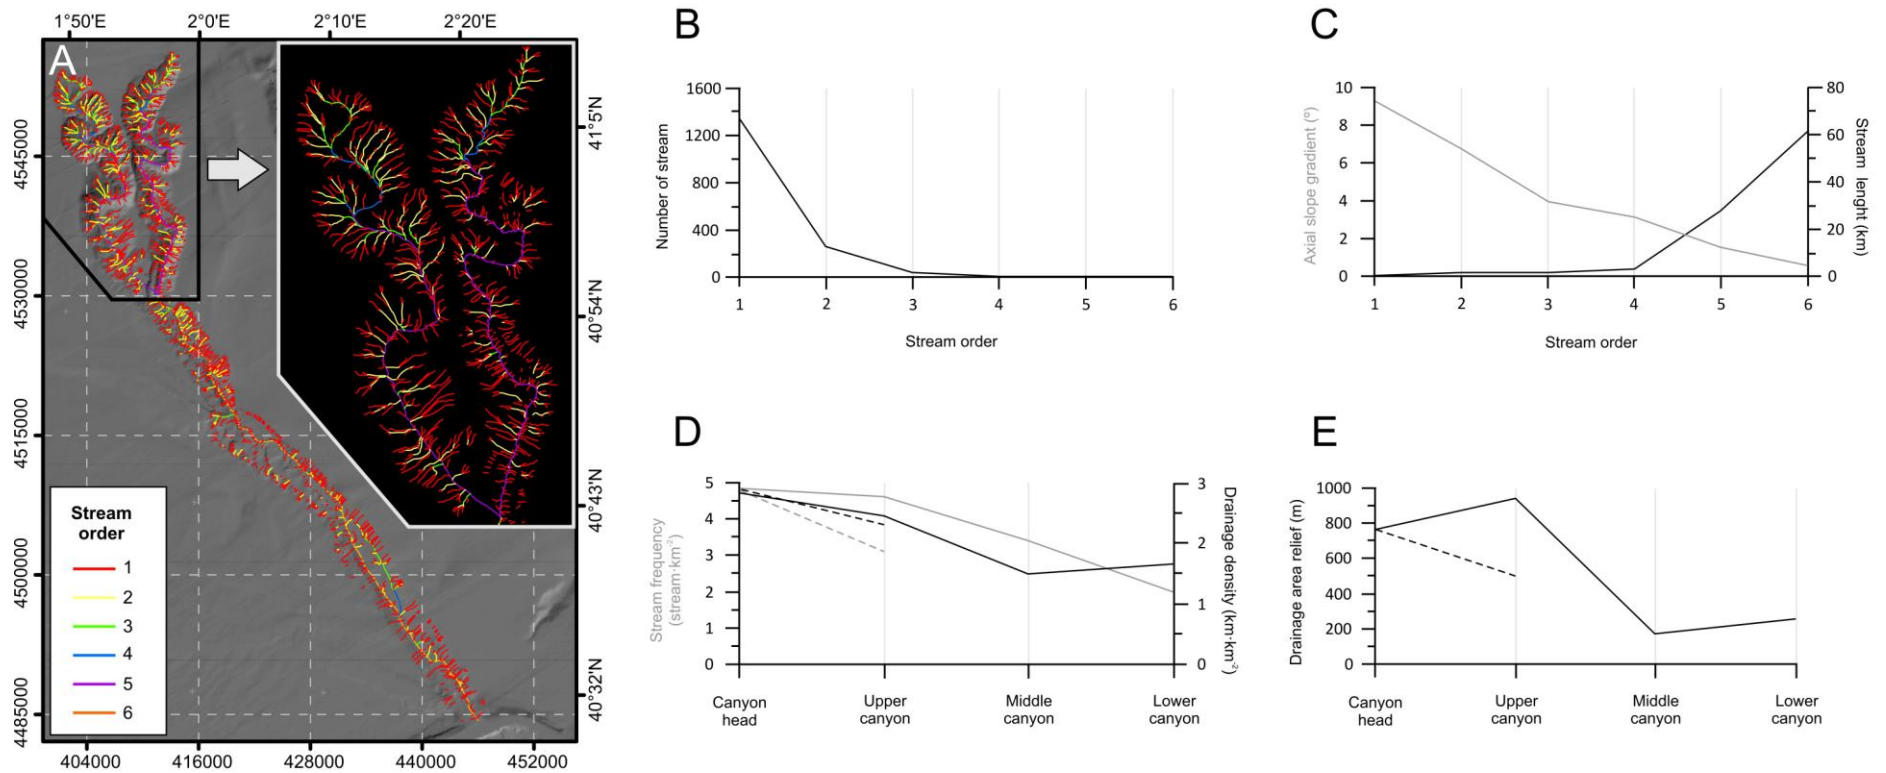 1°50'E 2°0'E 2°10'E 2°20'E
A
4545000
4530000
4515000
4500000
4485000
41°5'N
40°54'N
40°43'N
40°32'N
Stream
order
1
2
3
4
5
6
404000 416000 428000 440000 452000
B
Number of stream
1600
1200
800
400
0
1 2 3 4 5 6
Stream order
C
Axial slope gradient (°)
10
8
6
4
2
0
80
60
40
20
0
Stream lenght (km)
1 2 3 4 5 6
Stream order
D
Stream frequency
(stream·km⁻²)
5
4
3
2
1
0
3
2
1
0
Drainage density (km·km⁻²)
Canyon
head
Upper
canyon
Middle
canyon
Lower
canyon
E
Drainage area relief (m)
1000
800
600
400
200
0
Canyon
head
Upper
canyon
Middle
canyon
Lower
canyon